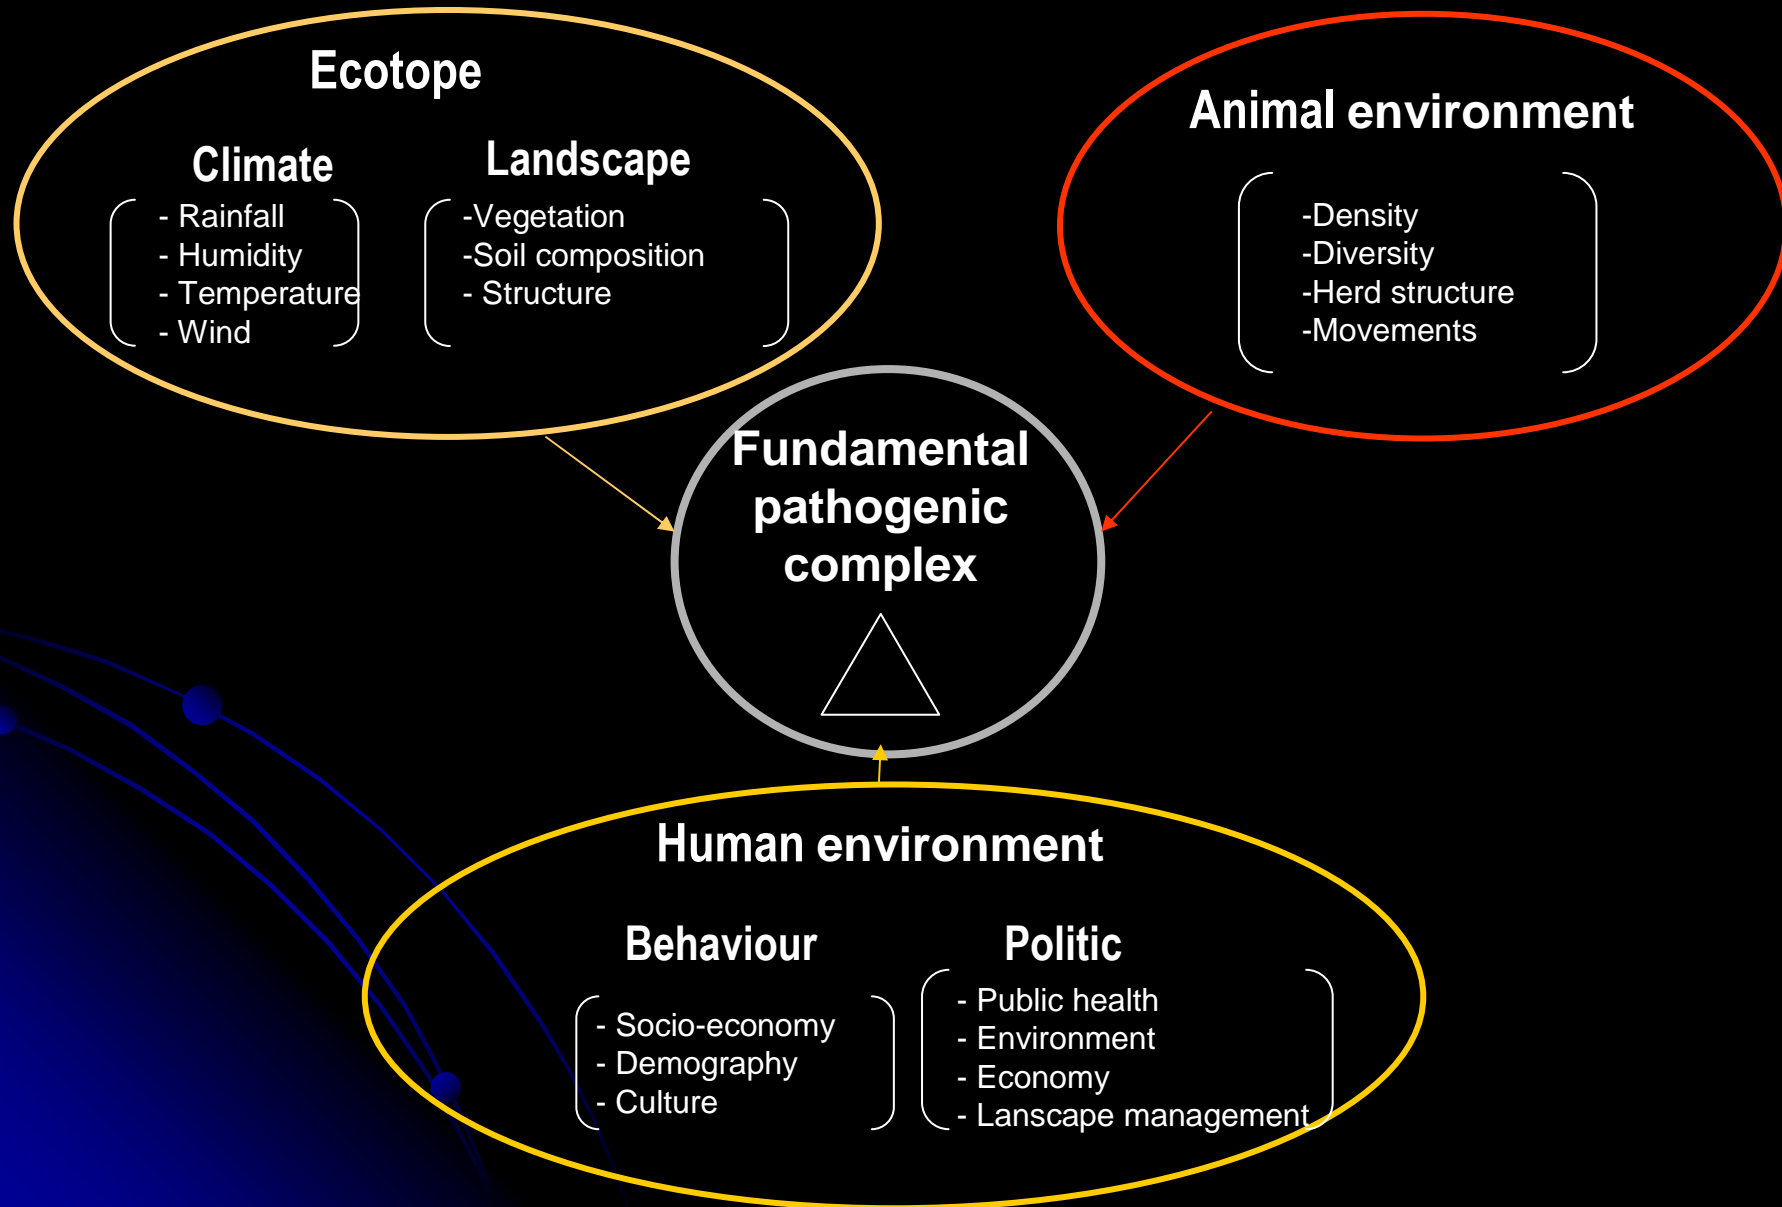 Ecotope
Climate
- Rainfall
- Humidity
- Temperature
- Wind
Landscape
-Vegetation
-Soil composition
- Structure
Animal environment
-Density
-Diversity
-Herd structure
-Movements
Fundamental
pathogenic
complex
Human environment
Behaviour
- Socio-economy
- Demography
- Culture
Politic
- Public health
- Environment
- Economy
- Lanscape management